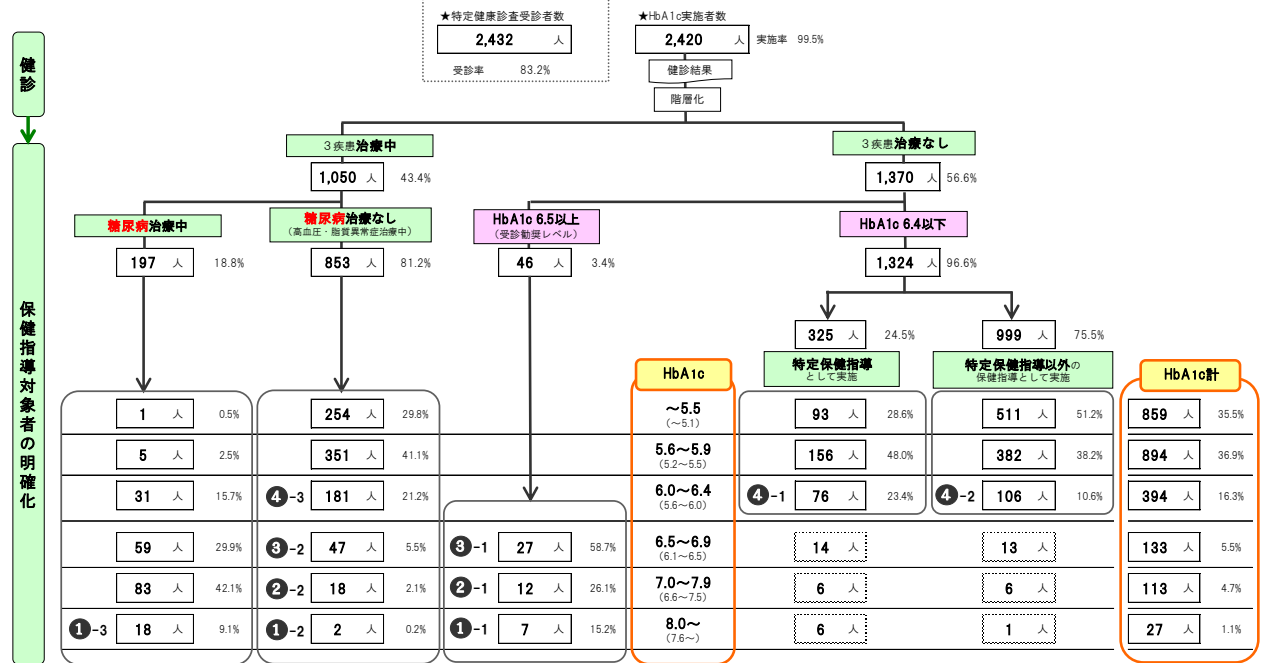 ★特定健康診査受診者数
2,432 人
受診率 83.2%
★HbA1c実施者数
2,420 人 実施率 99.5%
健診結果
階層化
健診
保健指導対象者の明確化
3疾患治療中
1,050 人 43.4%
3疾患治療なし
1,370 人 56.6%
糖尿病治療中
197 人 18.8%
糖尿病治療なし
(高血圧・脂質異常症治療中)
853 人 81.2%
HbA1c 6.5以上
(受診勧奨レベル)
46 人 3.4%
HbA1c 6.4以下
1,324 人 96.6%
325 人 24.5%
999 人 75.5%
特定保健指導
として実施
特定保健指導以外の
保健指導として実施
HbA1c
HbA1c計
1 人 0.5% 254 人 29.8% ~5.5 93 人 28.6% 511 人 51.2% 859 人 35.5%
(~5.1)
5 人 2.5% 351 人 41.1% 5.6~5.9 156 人 48.0% 382 人 38.2% 894 人 36.9%
(5.2~5.5)
31 人 15.7% ❹-3 181 人 21.2% 6.0~6.4 ❹-1 76 人 23.4% ❹-2 106 人 10.6% 394 人 16.3%
(5.6~6.0)
59 人 29.9% ❸-2 47 人 5.5% ❸-1 27 人 58.7% 6.5~6.9 14 人 13 人 133 人 5.5%
(6.1~6.5)
83 人 42.1% ❷-2 18 人 2.1% ❷-1 12 人 26.1% 7.0~7.9 6 人 6 人 113 人 4.7%
(6.6~7.5)
❶-3 18 人 9.1% ❶-2 2 人 0.2% ❶-1 7 人 15.2% 8.0~ 6 人 1 人 27 人 1.1%
(7.6~)